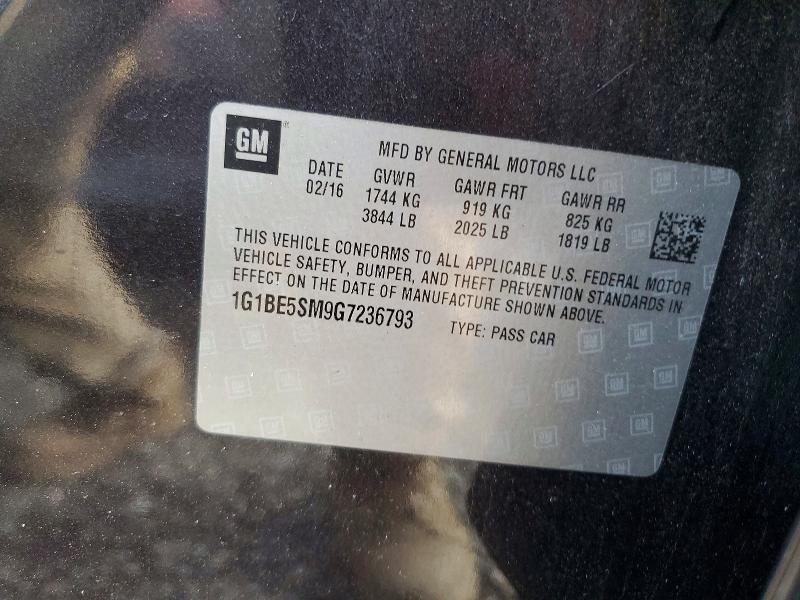 GM
MFD BY GENERAL MOTORS LLC
DATE GVWR GAWR FRT GAWR RR
02/16 1744 KG 919 KG 825 KG
3844 LB 2025 LB 1819 LB
THIS VEHICLE CONFORMS TO ALL APPLICABLE U.S. FEDERAL MOTOR
VEHICLE SAFETY, BUMPER, AND THEFT PREVENTION STANDARDS IN
EFFECT ON THE DATE OF MANUFACTURE SHOWN ABOVE.
1G1BE5SM9G7236793 TYPE: PASS CAR